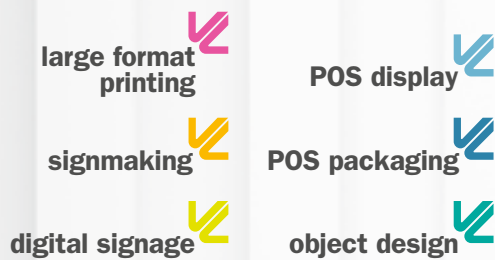 large format
printing
signmaking
digital signage
POS display
POS packaging
object design